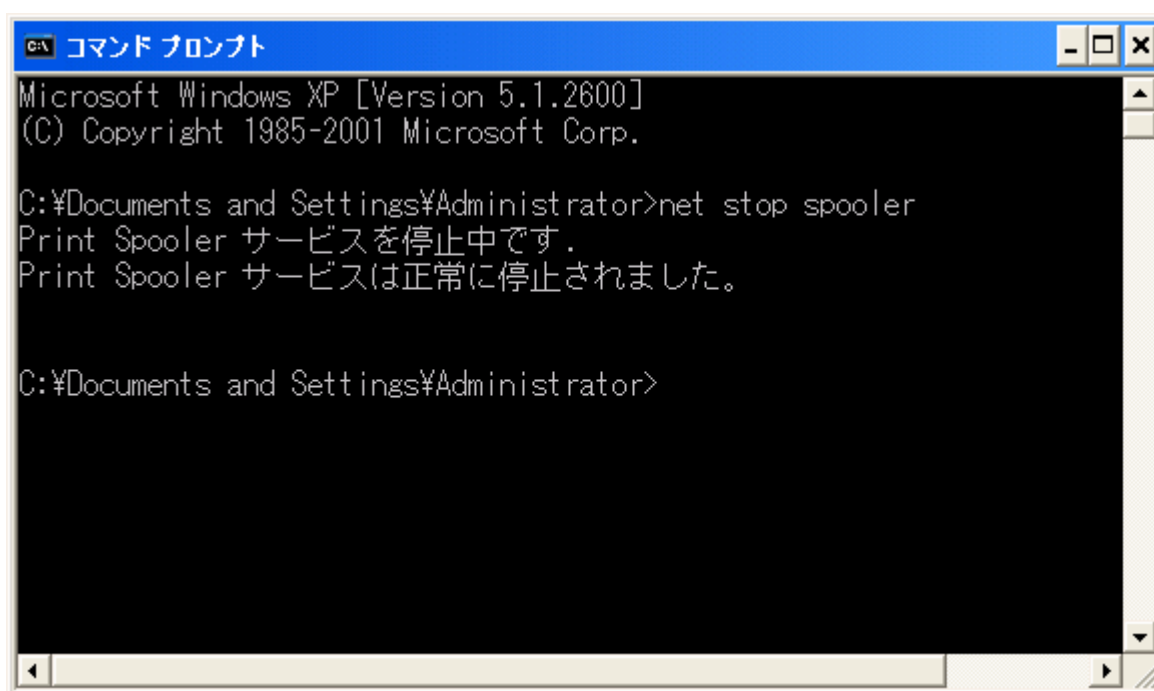 コマンド プロンプト
Microsoft Windows XP [Version 5.1.2600]
(C) Copyright 1985-2001 Microsoft Corp.
C:¥Documents and Settings¥Administrator>net stop spooler
Print Spooler サービスを停止中です.
Print Spooler サービスは正常に停止されました。
C:¥Documents and Settings¥Administrator>